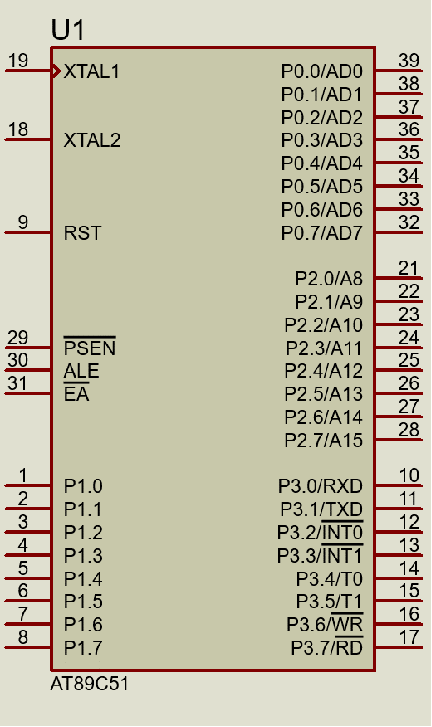 U1
19 XTAL1 P0.0/AD0 39
P0.1/AD1 38
P0.2/AD2 37
18 XTAL2 P0.3/AD3 36
P0.4/AD4 35
P0.5/AD5 34
P0.6/AD6 33
9 RST P0.7/AD7 32
P2.0/A8 21
P2.1/A9 22
P2.2/A10 23
29 PSEN P2.3/A11 24
30 ALE P2.4/A12 25
31 EA P2.5/A13 26
P2.6/A14 27
P2.7/A15 28
1 P1.0 P3.0/RXD 10
2 P1.1 P3.1/TXD 11
3 P1.2 P3.2/INT0 12
4 P1.3 P3.3/INT1 13
5 P1.4 P3.4/T0 14
6 P1.5 P3.5/T1 15
7 P1.6 P3.6/WR 16
8 P1.7 P3.7/RD 17
AT89C51